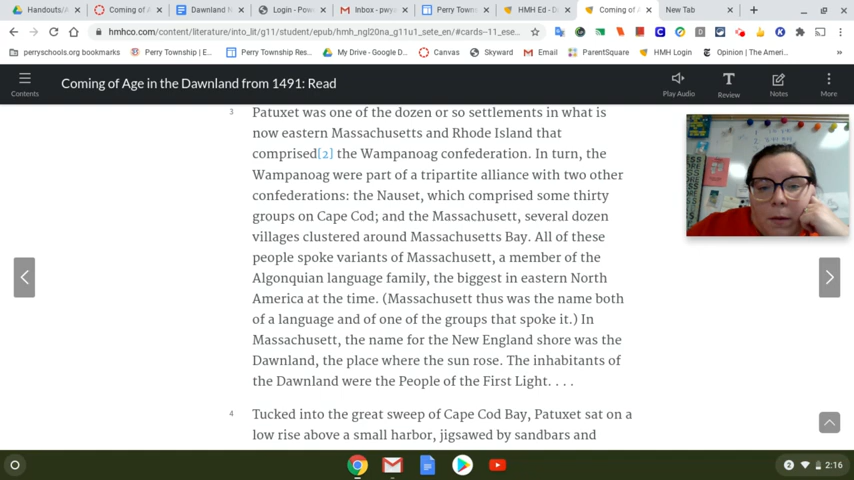 Handouts/A
Coming of A
Dawnland N
Login - Pow
Inbox - pwy
Perry Towns
HMH Ed - D
Coming of A
New Tab
hmhco.com/content/literature/into_lit/g11/student/epub/hmh_ngl20na_g11u1_sete_en/#cards--11_ese...
perryschools.org bookmarks
Perry Township | E...
Perry Township Res...
My Drive - Google D...
Canvas
Skyward
Email
ParentSquare
HMH Login
Opinion | The Ameri...
Contents
Coming of Age in the Dawnland from 1491: Read
Play Audio
Review
Notes
More
3
Patuxet was one of the dozen or so settlements in what is
now eastern Massachusetts and Rhode Island that
comprised[2] the Wampanoag confederation. In turn, the
Wampanoag were part of a tripartite alliance with two other
confederations: the Nauset, which comprised some thirty
groups on Cape Cod; and the Massachusett, several dozen
villages clustered around Massachusetts Bay. All of these
people spoke variants of Massachusett, a member of the
Algonquian language family, the biggest in eastern North
America at the time. (Massachusett thus was the name both
of a language and of one of the groups that spoke it.) In
Massachusett, the name for the New England shore was the
Dawnland, the place where the sun rose. The inhabitants of
the Dawnland were the People of the First Light. . . .
4
Tucked into the great sweep of Cape Cod Bay, Patuxet sat on a
low rise above a small harbor, jigsawed by sandbars and
2
2:16